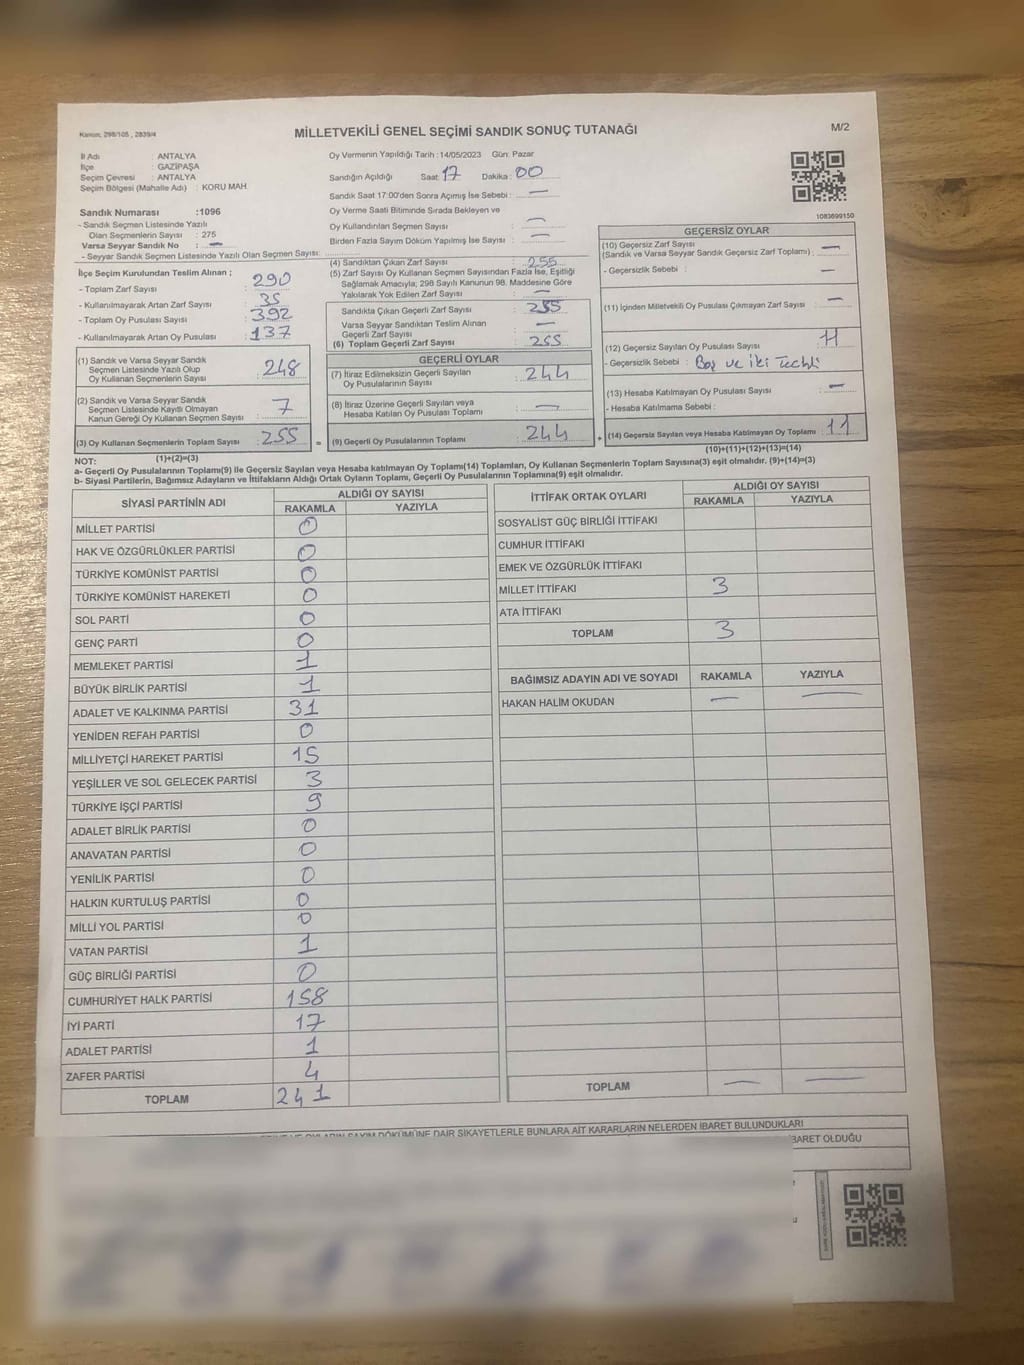 Kanun; 298/105 , 2839/4
MİLLETVEKİLİ GENEL SEÇİMİ SANDIK SONUÇ TUTANAĞI
M/2
İl Adı : ANTALYA
İlçe : GAZİPAŞA
Seçim Çevresi : ANTALYA
Seçim Bölgesi (Mahalle Adı) : KORU MAH.
Sandık Numarası :1096
- Sandık Seçmen Listesinde Yazılı
Olan Seçmenlerin Sayısı : 275
Varsa Seyyar Sandık No : —
- Seyyar Sandık Seçmen Listesinde Yazılı Olan Seçmen Sayısı:
Oy Vermenin Yapıldığı Tarih :14/05/2023 Gün: Pazar
Sandığın Açıldığı Saat: 17 Dakika: 00
Sandık Saat 17:00'den Sonra Açımış İse Sebebi : —
Oy Verme Saati Bitiminde Sırada Bekleyen ve
Oy Kullandırılan Seçmen Sayısı : —
Birden Fazla Sayım Döküm Yapılmış İse Sayısı : —
1083699150
İlçe Seçim Kurulundan Teslim Alınan ;
- Toplam Zarf Sayısı : 290
- Kullanılmayarak Artan Zarf Sayısı : 35
- Toplam Oy Pusulası Sayısı : 392
- Kullanılmayarak Artan Oy Pusulası : 137
(1) Sandık ve Varsa Seyyar Sandık
Seçmen Listesinde Yazılı Olup
Oy Kullanan Seçmenlerin Sayısı : 248
(2) Sandık ve Varsa Seyyar Sandık
Seçmen Listesinde Kayıtlı Olmayan
Kanun Gereği Oy Kullanan Seçmen Sayısı : 7
(3) Oy Kullanan Seçmenlerin Toplam Sayısı : 255
(1)+(2)=(3)
(4) Sandıktan Çıkan Zarf Sayısı : 255
(5) Zarf Sayısı Oy Kullanan Seçmen Sayısından Fazla İse, Eşitliği
Sağlamak Amacıyla; 298 Sayılı Kanunun 98. Maddesine Göre
Yakılarak Yok Edilen Zarf Sayısı : —
Sandıkta Çıkan Geçerli Zarf Sayısı : 255
Varsa Seyyar Sandıktan Teslim Alınan
Geçerli Zarf Sayısı : —
(6) Toplam Geçerli Zarf Sayısı : 255
GEÇERLİ OYLAR
(7) İtiraz Edilmeksizin Geçerli Sayılan
Oy Pusulalarının Sayısı : 244
(8) İtiraz Üzerine Geçerli Sayılan veya
Hesaba Katılan Oy Pusulası Toplamı : —
= (9) Geçerli Oy Pusulalarının Toplamı : 244 +
GEÇERSİZ OYLAR
(10) Geçersiz Zarf Sayısı
(Sandık ve Varsa Seyyar Sandık Geçersiz Zarf Toplamı) : —
- Geçersizlik Sebebi : —
(11) İçinden Milletvekili Oy Pusulası Çıkmayan Zarf Sayısı : —
(12) Geçersiz Sayılan Oy Pusulası Sayısı : 11
- Geçersizlik Sebebi : Boş ve iki
(13) Hesaba Katılmayan Oy Pusulası Sayısı : —
- Hesaba Katılmama Sebebi :
(14) Geçersiz Sayılan veya Hesaba Katılmayan Oy Toplamı : 11
(10)+(11)+(12)+(13)=(14)
NOT:
a- Geçerli Oy Pusulalarının Toplamı(9) ile Geçersiz Sayılan veya Hesaba katılmayan Oy Toplamı(14) Toplamları, Oy Kullanan Seçmenlerin Toplam Sayısına(3) eşit olmalıdır. (9)+(14)=(3)
b- Siyasi Partilerin, Bağımsız Adayların ve İttifakların Aldığı Ortak Oyların Toplamı, Geçerli Oy Pusulalarının Toplamına(9) eşit olmalıdır.
SİYASİ PARTİNİN ADI ALDIĞI OY SAYISI
RAKAMLA YAZIYLA
MİLLET PARTİSİ 0
HAK VE ÖZGÜRLÜKLER PARTİSİ 0
TÜRKİYE KOMÜNİST PARTİSİ 0
TÜRKİYE KOMÜNİST HAREKETİ 0
SOL PARTİ 0
GENÇ PARTİ 0
MEMLEKET PARTİSİ 1
BÜYÜK BİRLİK PARTİSİ 1
ADALET VE KALKINMA PARTİSİ 31
YENİDEN REFAH PARTİSİ 0
MİLLİYETÇİ HAREKET PARTİSİ 15
YEŞİLLER VE SOL GELECEK PARTİSİ 3
TÜRKİYE İŞÇİ PARTİSİ 9
ADALET BİRLİK PARTİSİ 0
ANAVATAN PARTİSİ 0
YENİLİK PARTİSİ 0
HALKIN KURTULUŞ PARTİSİ 0
MİLLİ YOL PARTİSİ 0
VATAN PARTİSİ 1
GÜÇ BİRLİĞİ PARTİSİ 0
CUMHURİYET HALK PARTİSİ 158
İYİ PARTİ 17
ADALET PARTİSİ 1
ZAFER PARTİSİ 4
TOPLAM 241
İTTİFAK ORTAK OYLARI ALDIĞI OY SAYISI
RAKAMLA YAZIYLA
SOSYALİST GÜÇ BİRLİĞİ İTTİFAKI
CUMHUR İTTİFAKI
EMEK VE ÖZGÜRLÜK İTTİFAKI
MİLLET İTTİFAKI 3
ATA İTTİFAKI
TOPLAM 3
BAĞIMSIZ ADAYIN ADI VE SOYADI RAKAMLA YAZIYLA
HAKAN HALİM OKUDAN — —
TOPLAM — —
OYLARIN SAYIM DÖKÜMÜNE DAİR ŞİKAYETLERLE BUNLARA AİT KARARLARIN NELERDEN İBARET BULUNDUKLARI
İBARET OLDUĞU